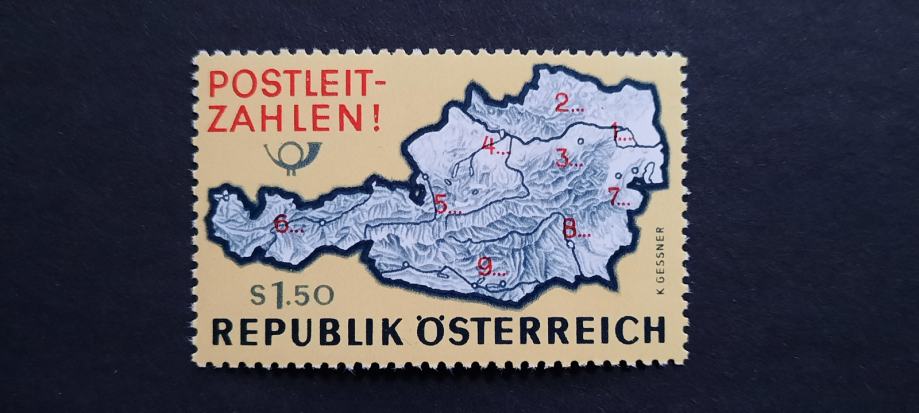 POSTLEIT-
ZAHLEN!
2...
1...
4...
3...
5...
7...
6...
8...
9...
K GESSNER
S1.50
REPUBLIK ÖSTERREICH